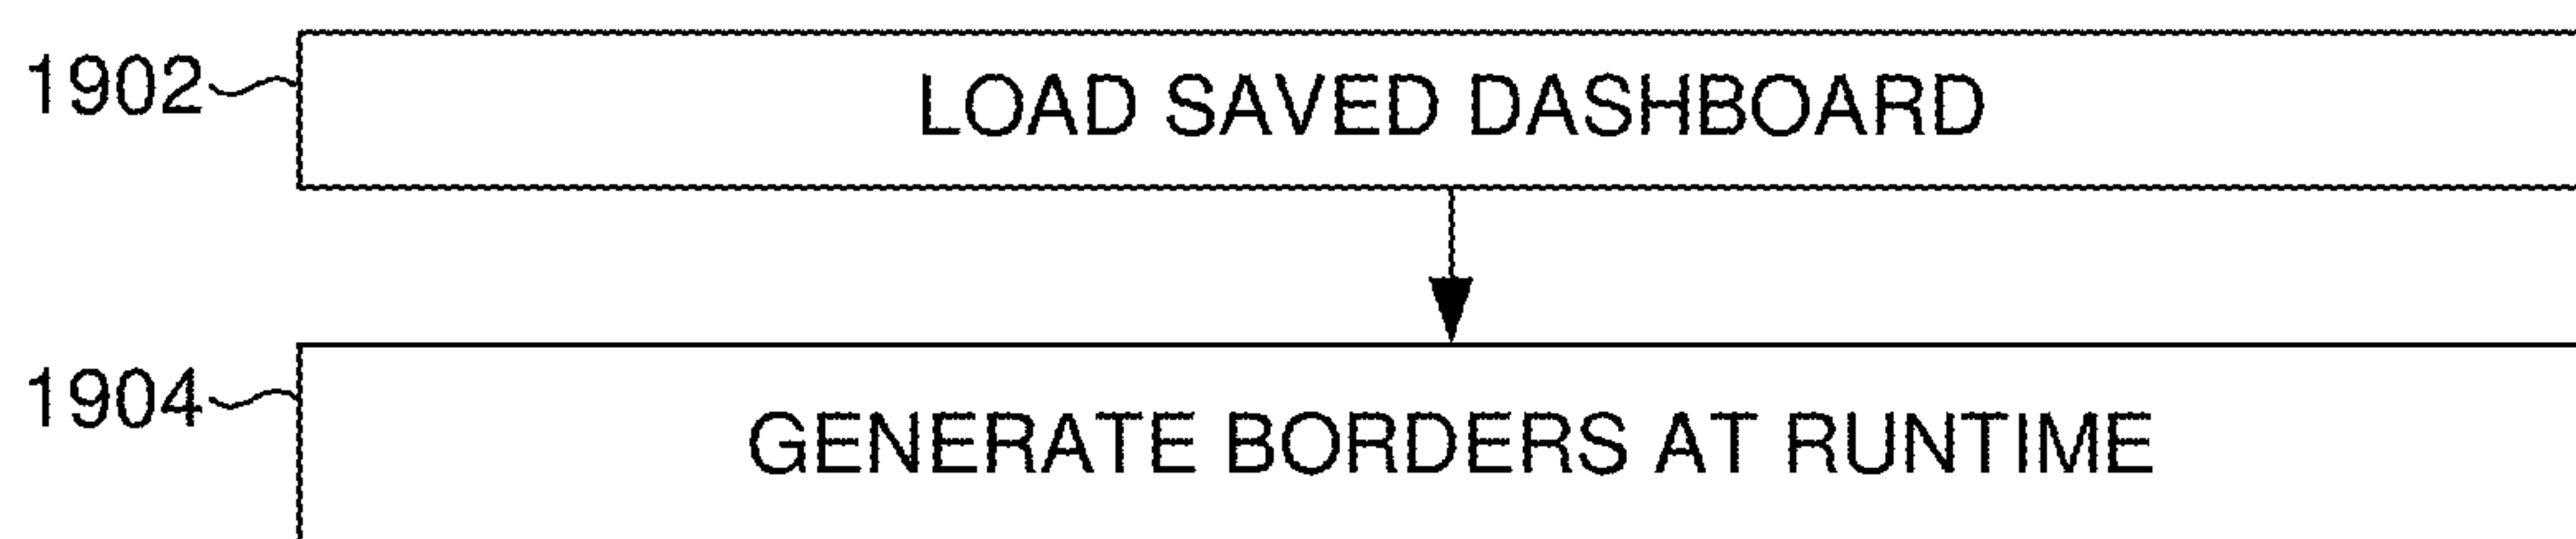 1902
LOAD SAVED DASHBOARD
1904
GENERATE BORDERS AT RUNTIME